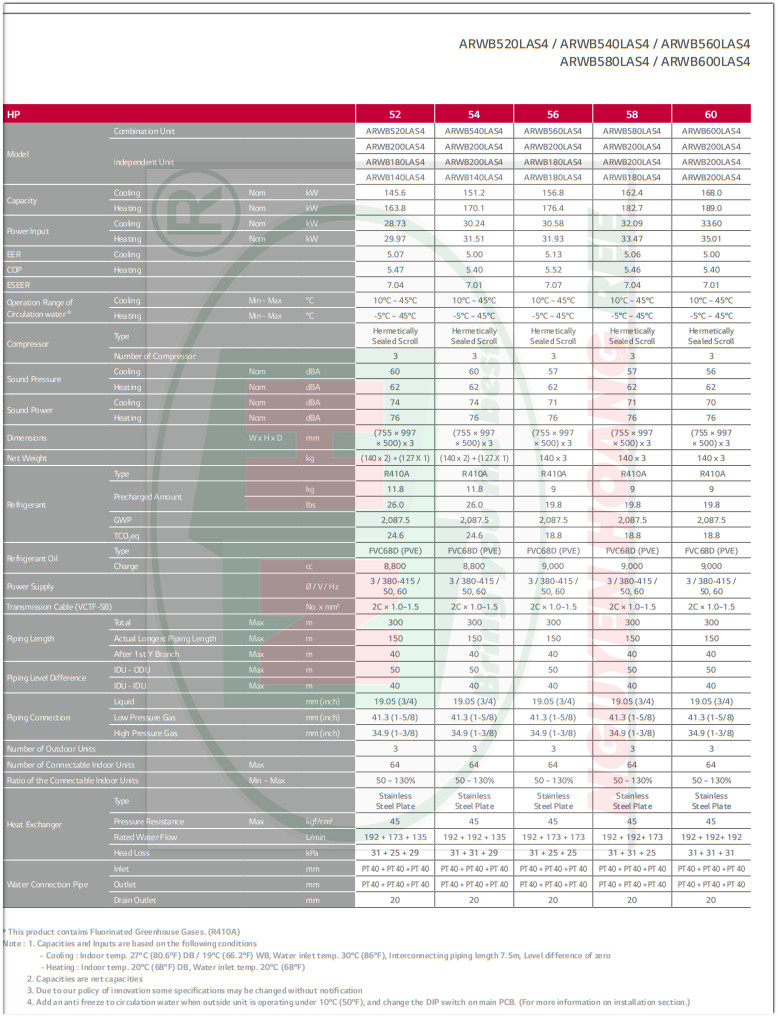 ARWB520LAS4 / ARWB540LAS4 / ARWB560LAS4
ARWB580LAS4 / ARWB600LAS4
HP 52 54 56 58 60
Model Combination Unit ARWB520LAS4 ARWB540LAS4 ARWB560LAS4 ARWB580LAS4 ARWB600LAS4
Independent Unit ARWB200LAS4 ARWB200LAS4 ARWB200LAS4 ARWB200LAS4 ARWB200LAS4
ARWB180LAS4 ARWB200LAS4 ARWB180LAS4 ARWB200LAS4 ARWB200LAS4
ARWB140LAS4 ARWB140LAS4 ARWB180LAS4 ARWB180LAS4 ARWB200LAS4
Capacity Cooling Nom kW 145.6 151.2 156.8 162.4 168.0
Heating Nom kW 163.8 170.1 176.4 182.7 189.0
Power Input Cooling Nom kW 28.73 30.24 30.58 32.09 33.60
Heating Nom kW 29.97 31.51 31.93 33.47 35.01
EER Cooling 5.07 5.00 5.13 5.06 5.00
COP Heating 5.47 5.40 5.52 5.46 5.40
ESEER 7.04 7.01 7.07 7.04 7.01
Operation Range of Circulation water 4) Cooling Min ~ Max °C 10°C ~ 45°C 10°C ~ 45°C 10°C ~ 45°C 10°C ~ 45°C 10°C ~ 45°C
Heating Min ~ Max °C -5°C ~ 45°C -5°C ~ 45°C -5°C ~ 45°C -5°C ~ 45°C -5°C ~ 45°C
Compressor Type Hermetically Sealed Scroll Hermetically Sealed Scroll Hermetically Sealed Scroll Hermetically Sealed Scroll Hermetically Sealed Scroll
Number of Compressor 3 3 3 3 3
Sound Pressure Cooling Nom dBA 60 60 57 57 56
Heating Nom dBA 62 62 62 62 62
Sound Power Cooling Nom dBA 74 74 71 71 70
Heating Nom dBA 76 76 76 76 76
Dimensions W x H x D mm (755 × 997 × 500) x 3 (755 × 997 × 500) x 3 (755 × 997 × 500) x 3 (755 × 997 × 500) x 3 (755 × 997 × 500) x 3
Net Weight kg (140 x 2) + (127 X 1) (140 x 2) + (127 X 1) 140 x 3 140 x 3 140 x 3
Refrigerant Type R410A R410A R410A R410A R410A
Precharged Amount kg 11.8 11.8 9 9 9
lbs 26.0 26.0 19.8 19.8 19.8
GWP 2,087.5 2,087.5 2,087.5 2,087.5 2,087.5
TCO₂eq 24.6 24.6 18.8 18.8 18.8
Refrigerant Oil Type FVC68D (PVE) FVC68D (PVE) FVC68D (PVE) FVC68D (PVE) FVC68D (PVE)
Charge cc 8,800 8,800 9,000 9,000 9,000
Power Supply Ø / V / Hz 3 / 380-415 / 50, 60 3 / 380-415 / 50, 60 3 / 380-415 / 50, 60 3 / 380-415 / 50, 60 3 / 380-415 / 50, 60
Transmission Cable (VCTF-SB) No. x mm² 2C × 1.0~1.5 2C × 1.0~1.5 2C × 1.0~1.5 2C × 1.0~1.5 2C × 1.0~1.5
Piping Length Total Max m 300 300 300 300 300
Actual Longest Piping Length Max m 150 150 150 150 150
After 1st Y Branch Max m 40 40 40 40 40
Piping Level Difference IDU - ODU Max m 50 50 50 50 50
IDU - IDU Max m 40 40 40 40 40
Piping Connection Liquid mm (inch) 19.05 (3/4) 19.05 (3/4) 19.05 (3/4) 19.05 (3/4) 19.05 (3/4)
Low Pressure Gas mm (inch) 41.3 (1-5/8) 41.3 (1-5/8) 41.3 (1-5/8) 41.3 (1-5/8) 41.3 (1-5/8)
High Pressure Gas mm (inch) 34.9 (1-3/8) 34.9 (1-3/8) 34.9 (1-3/8) 34.9 (1-3/8) 34.9 (1-3/8)
Number of Outdoor Units 3 3 3 3 3
Number of Connectable Indoor Units Max 64 64 64 64 64
Ratio of the Connectable Indoor Units Min ~ Max 50 ~ 130% 50 ~ 130% 50 ~ 130% 50 ~ 130% 50 ~ 130%
Heat Exchanger Type Stainless Steel Plate Stainless Steel Plate Stainless Steel Plate Stainless Steel Plate Stainless Steel Plate
Pressure Resistance Max kgf/cm² 45 45 45 45 45
Rated Water Flow L/min 192 + 173 + 135 192 + 192 + 135 192 + 173 + 173 192 + 192+ 173 192 + 192+ 192
Head Loss kPa 31 + 25 + 29 31 + 31 + 29 31 + 25 + 25 31 + 31 + 25 31 + 31 + 31
Water Connection Pipe Inlet mm PT 40 + PT 40 + PT 40 PT 40 + PT 40 + PT 40 PT 40 + PT 40 + PT 40 PT 40 + PT 40 + PT 40 PT 40 + PT 40 + PT 40
Outlet mm PT 40 + PT 40 + PT 40 PT 40 + PT 40 + PT 40 PT 40 + PT 40 + PT 40 PT 40 + PT 40 + PT 40 PT 40 + PT 40 + PT 40
Drain Outlet mm 20 20 20 20 20
* This product contains Fluorinated Greenhouse Gases. (R410A)
Note : 1. Capacities and Inputs are based on the following conditions
- Cooling : Indoor temp. 27°C (80.6°F) DB / 19°C (66.2°F) WB, Water inlet temp. 30°C (86°F), Interconnecting piping length 7.5m, Level difference of zero
- Heating : Indoor temp. 20°C (68°F) DB, Water inlet temp. 20°C (68°F)
2. Capacities are net capacities
3. Due to our policy of innovation some specifications may be changed without notification
4. Add an anti freeze to circulation water when outside unit is operating under 10°C (50°F), and change the DIP switch on main PCB. (For more information on installation section.)
®
NGUYEN HOANG REE